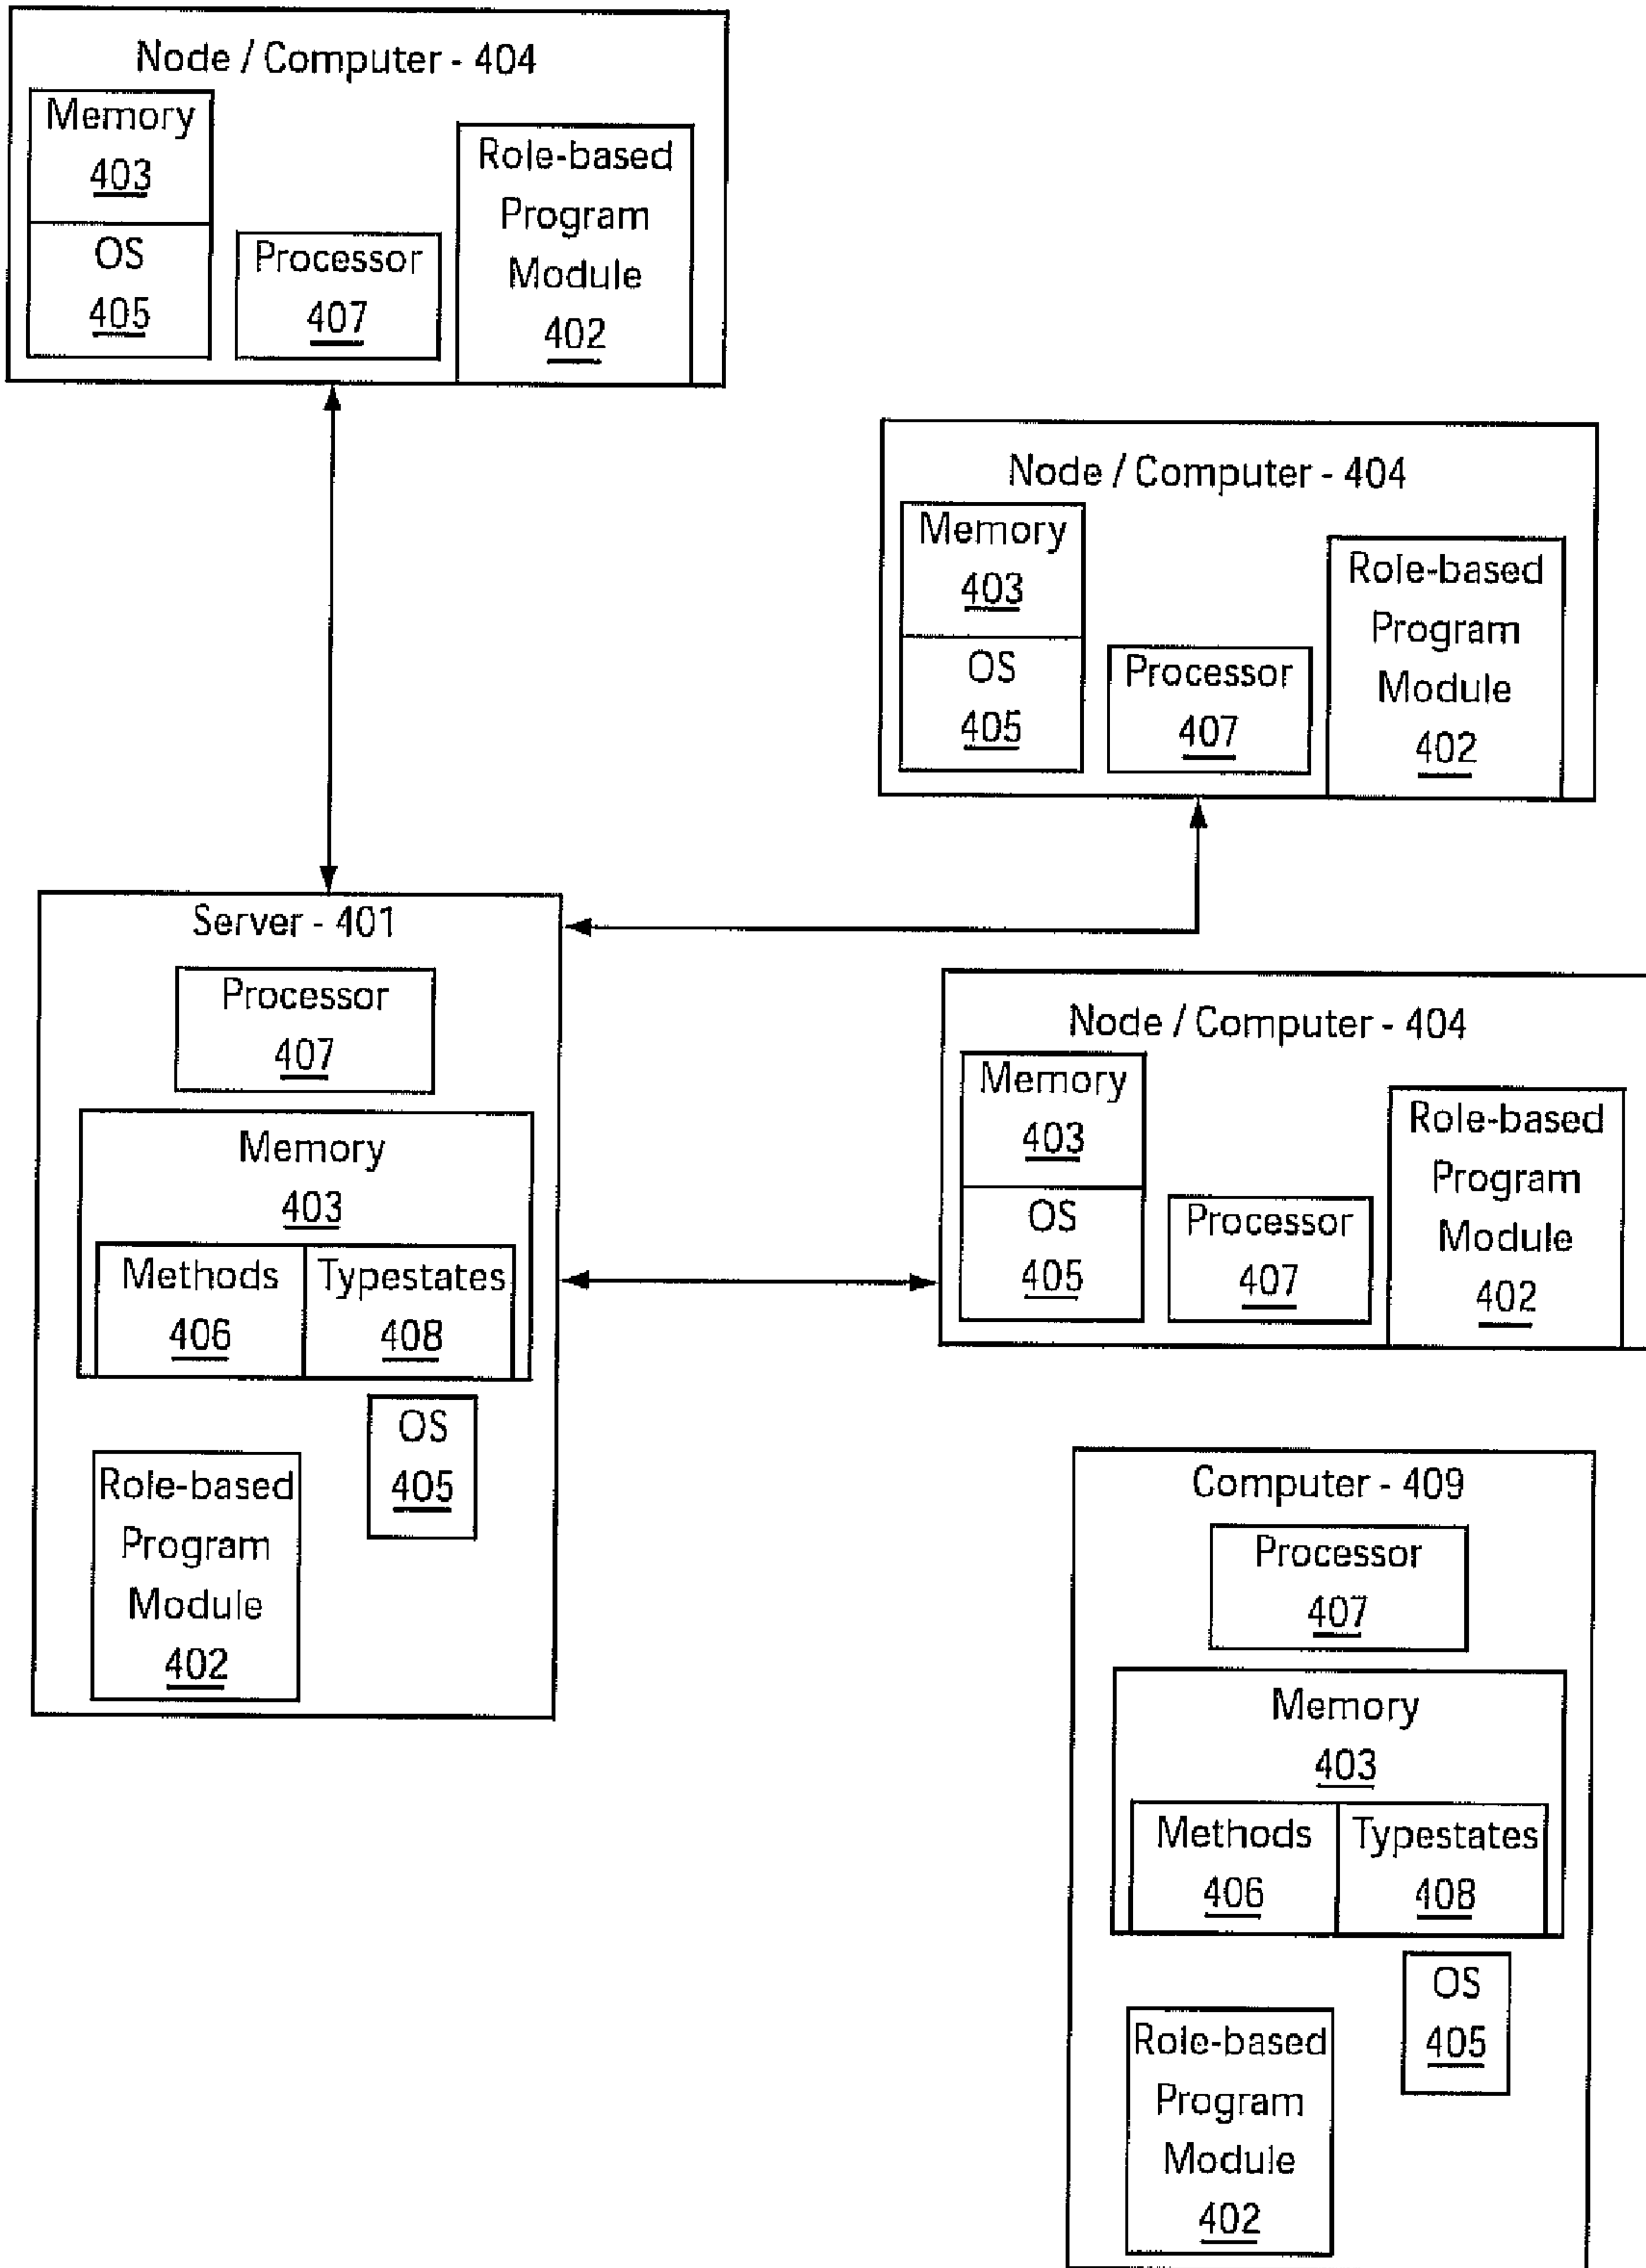 Node / Computer - 404
Memory
403
OS
405
Processor
407
Role-based
Program
Module
402
Node / Computer - 404
Memory
403
OS
405
Processor
407
Role-based
Program
Module
402
Server - 401
Processor
407
Memory
403
Methods
406
Typestates
408
OS
405
Role-based
Program
Module
402
Node / Computer - 404
Memory
403
OS
405
Processor
407
Role-based
Program
Module
402
Computer - 409
Processor
407
Memory
403
Methods
406
Typestates
408
OS
405
Role-based
Program
Module
402